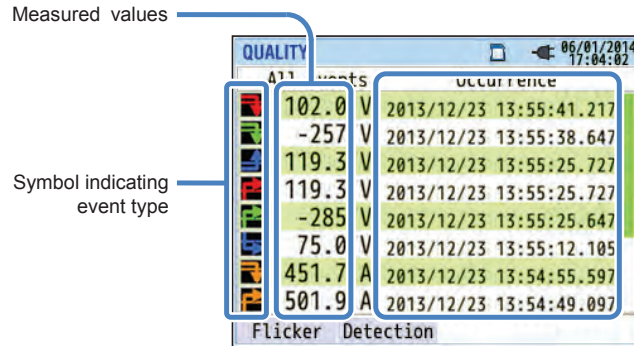 Measured values
QUALITY 06/01/2014
17:04:02
All events Occurrence
102.0 V 2013/12/23 13:55:41.217
-257 V 2013/12/23 13:55:38.647
119.3 V 2013/12/23 13:55:25.727
119.3 V 2013/12/23 13:55:25.727
-285 V 2013/12/23 13:55:25.647
75.0 V 2013/12/23 13:55:12.105
451.7 A 2013/12/23 13:54:55.597
501.9 A 2013/12/23 13:54:49.097
Symbol indicating
event type
Flicker Detection